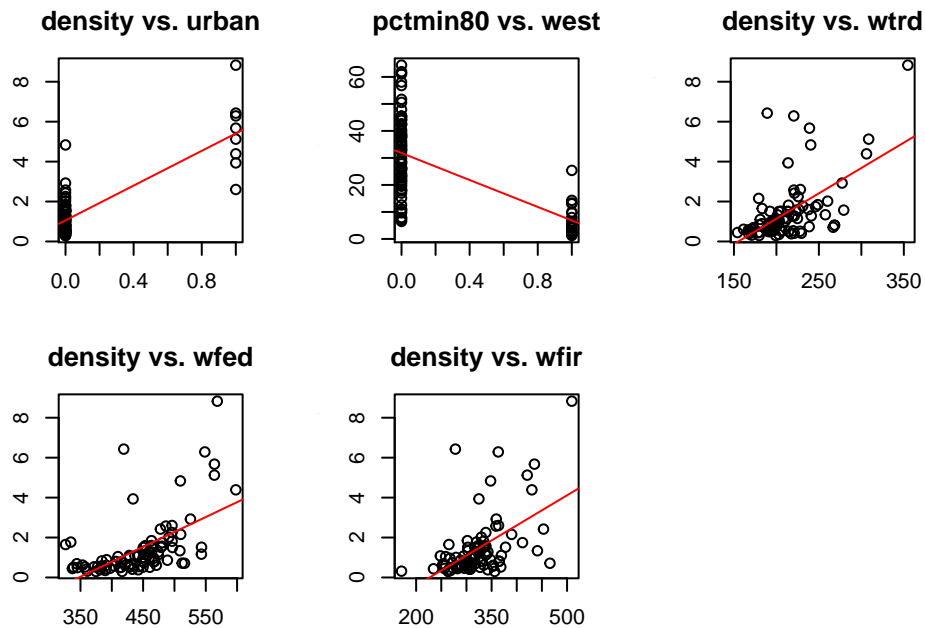 density vs. urban
0 2 4 6 8
0.0 0.4 0.8
pctmin80 vs. west
0 20 40 60
0.0 0.4 0.8
density vs. wtrd
0 2 4 6 8
150 250 350
density vs. wfed
0 2 4 6 8
350 450 550
density vs. wfir
0 2 4 6 8
200 350 500